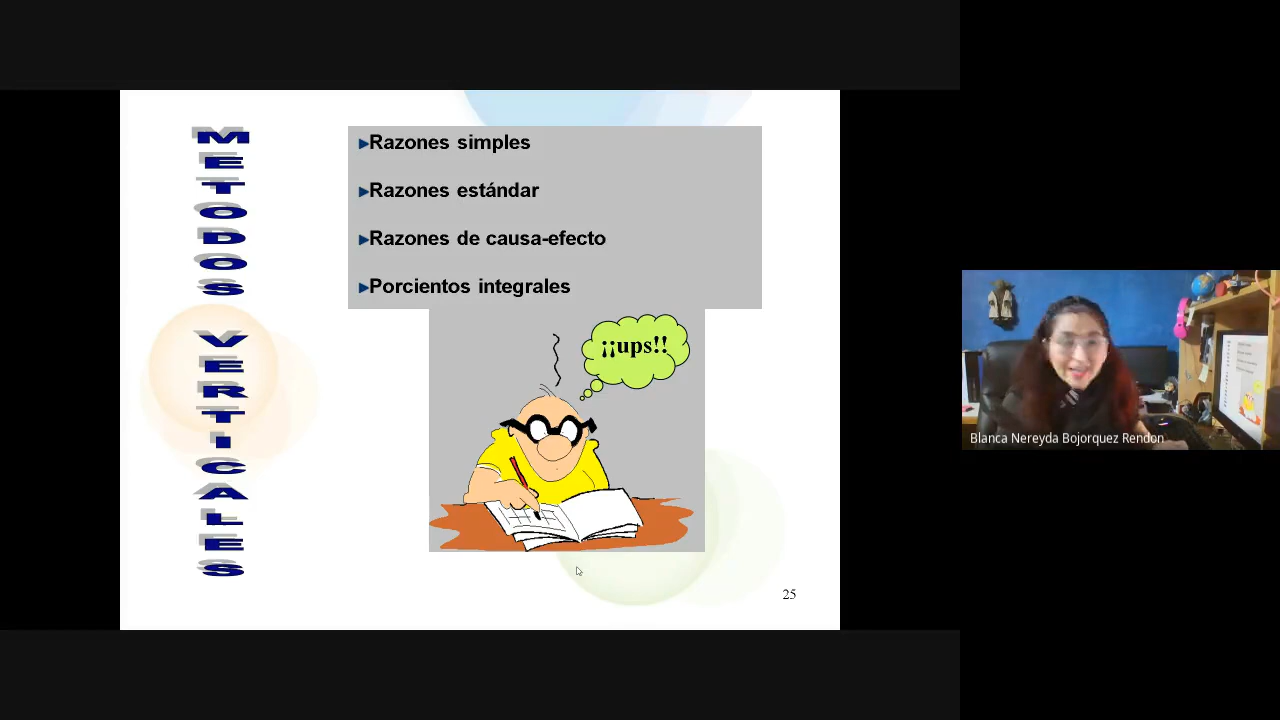 METODOS VERTICALES
►Razones simples
►Razones estándar
►Razones de causa-efecto
►Porcientos integrales
¡¡ups!!
25
Blanca Nereyda Bojorquez Rendon